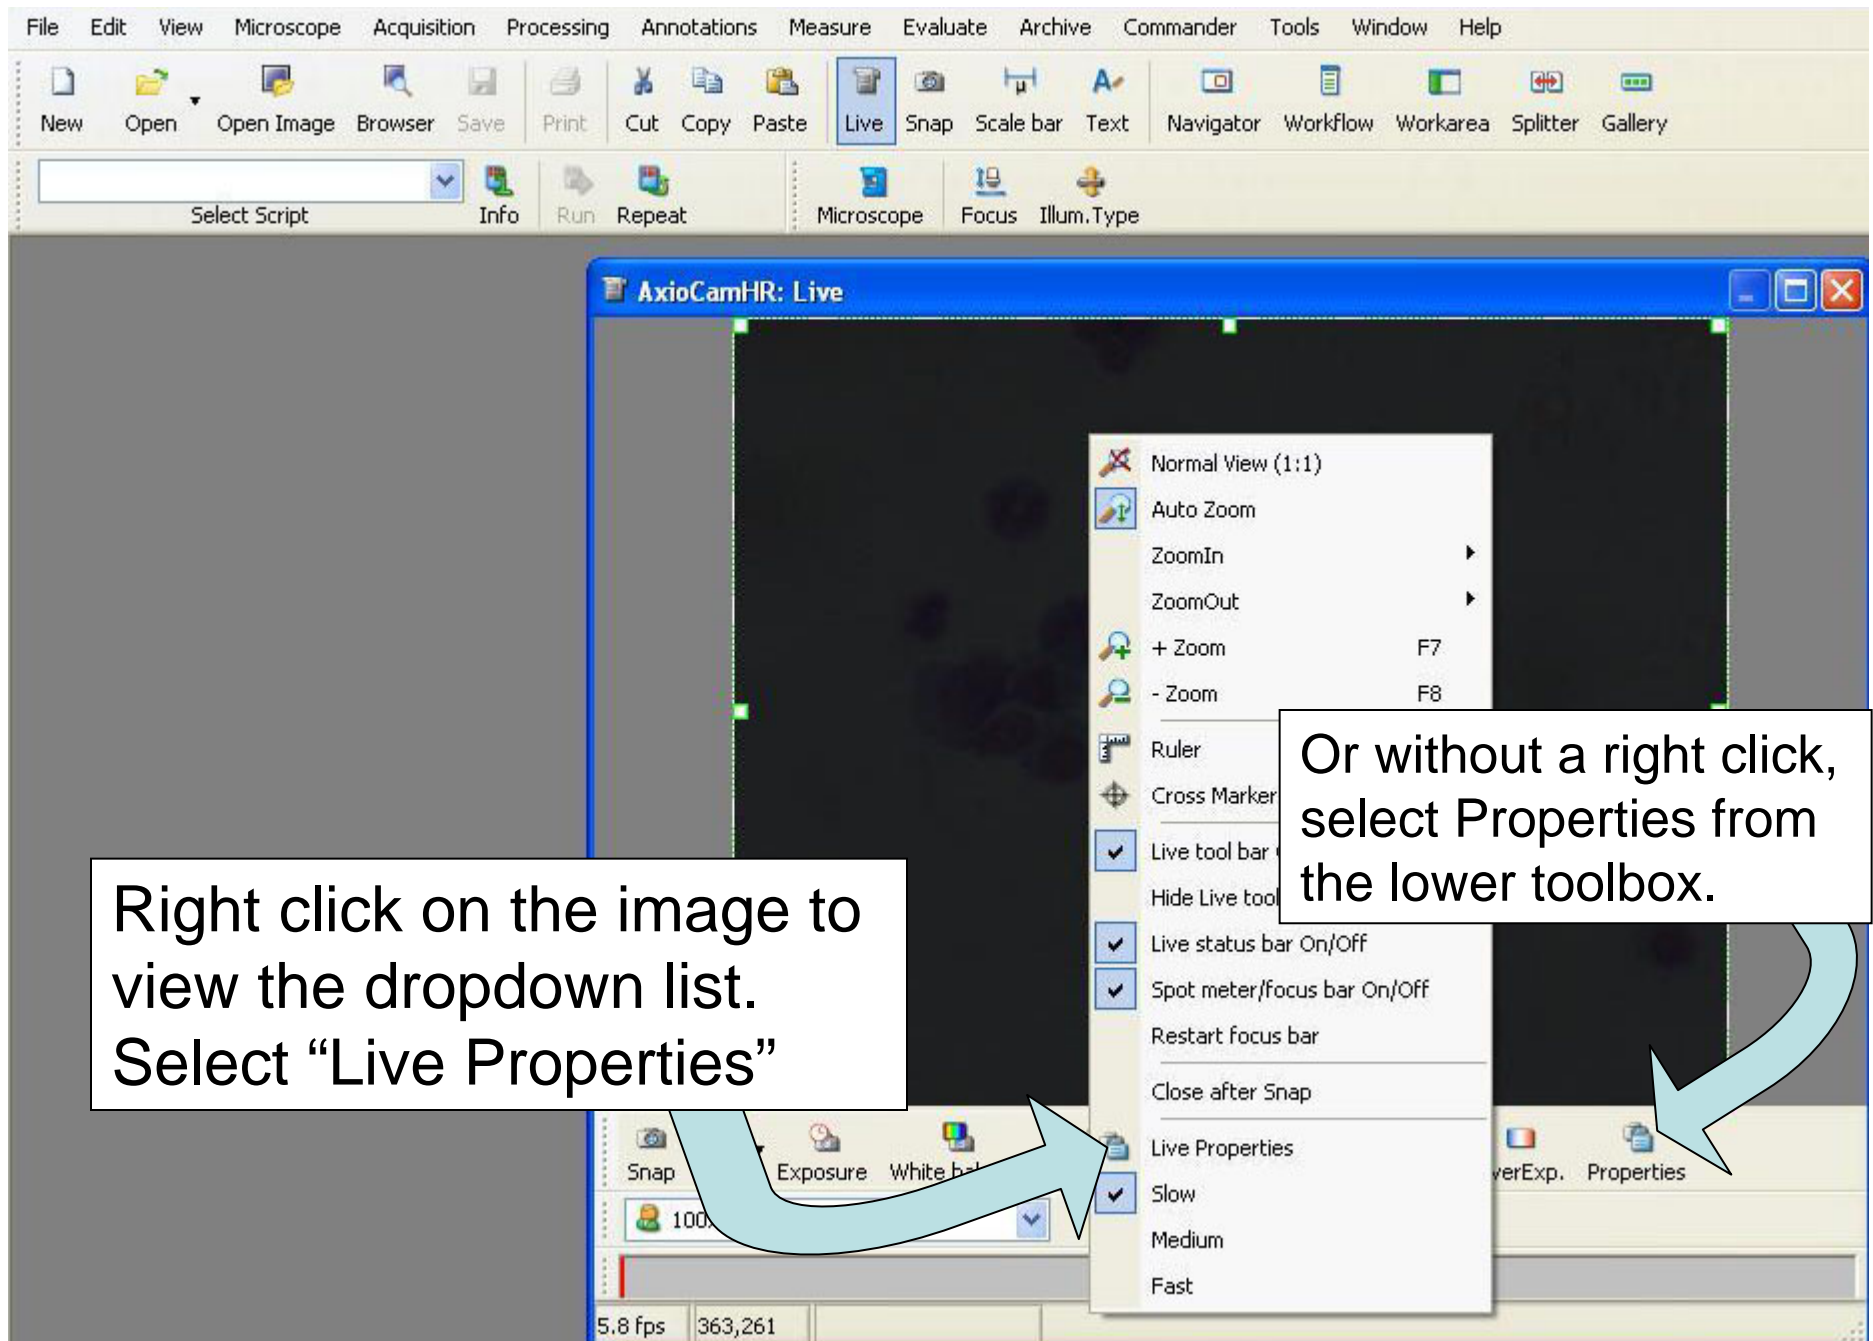 File Edit View Microscope Acquisition Processing Annotations Measure Evaluate Archive Commander Tools Window Help
New Open Open Image Browser Save Print Cut Copy Paste Live Snap Scale bar Text Navigator Workflow Workarea Splitter Gallery
Select Script Info Run Repeat Microscope Focus Illum.Type
AxioCamHR: Live
Normal View (1:1)
Auto Zoom
ZoomIn
ZoomOut
+ Zoom F7
- Zoom F8
Ruler
Cross Marker
Live tool bar
Hide Live tool
Live status bar On/Off
Spot meter/focus bar On/Off
Restart focus bar
Close after Snap
Live Properties
Slow
Medium
Fast
Or without a right click,
select Properties from
the lower toolbox.
Right click on the image to
view the dropdown list.
Select “Live Properties”
Snap Exposure White Properties
5.8 fps 363,261